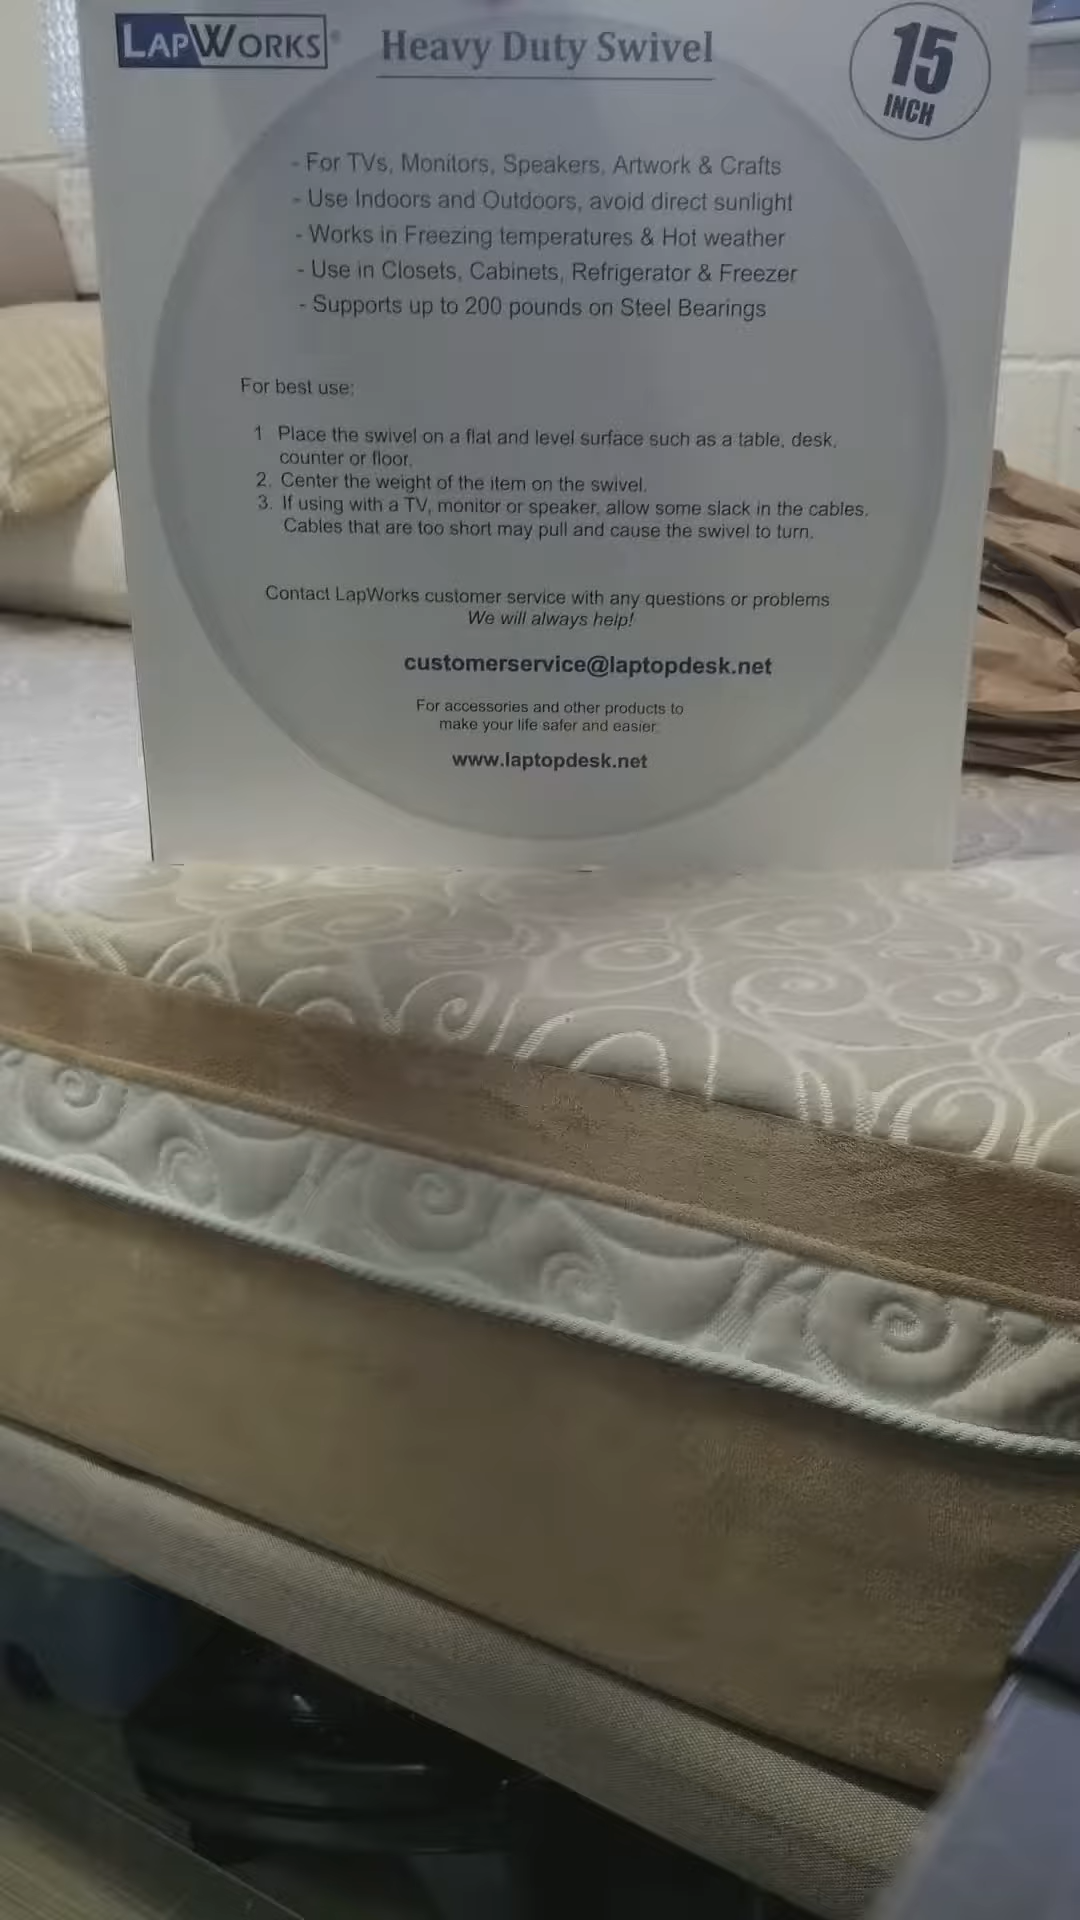 LAPWORKS®
Heavy Duty Swivel
15
INCH
- For TVs, Monitors, Speakers, Artwork & Crafts
- Use Indoors and Outdoors, avoid direct sunlight
- Works in Freezing temperatures & Hot weather
- Use in Closets, Cabinets, Refrigerator & Freezer
- Supports up to 200 pounds on Steel Bearings
For best use:
1 Place the swivel on a flat and level surface such as a table, desk,
counter or floor.
2. Center the weight of the item on the swivel.
3. If using with a TV, monitor or speaker, allow some slack in the cables.
Cables that are too short may pull and cause the swivel to turn.
Contact LapWorks customer service with any questions or problems
We will always help!
customerservice@laptopdesk.net
For accessories and other products to
make your life safer and easier.
www.laptopdesk.net